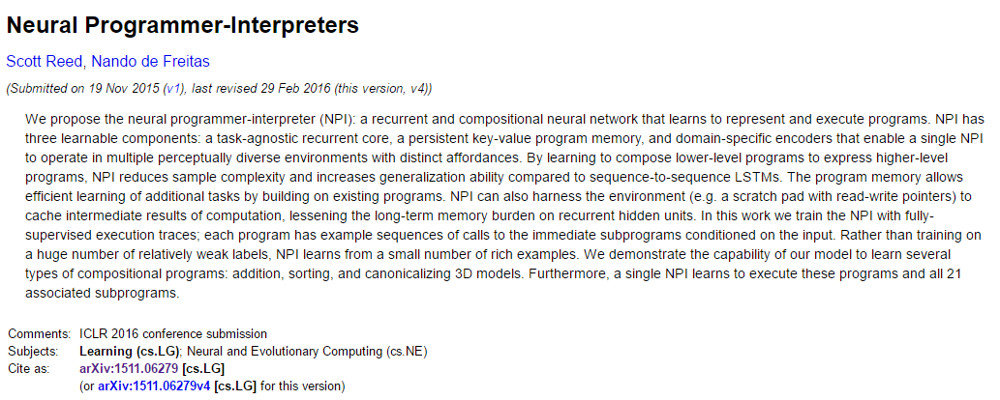 Neural Programmer-Interpreters
Scott Reed, Nando de Freitas
(Submitted on 19 Nov 2015 (v1), last revised 29 Feb 2016 (this version, v4))
We propose the neural programmer-interpreter (NPI): a recurrent and compositional neural network that learns to represent and execute programs. NPI has
three learnable components: a task-agnostic recurrent core, a persistent key-value program memory, and domain-specific encoders that enable a single NPI
to operate in multiple perceptually diverse environments with distinct affordances. By learning to compose lower-level programs to express higher-level
programs, NPI reduces sample complexity and increases generalization ability compared to sequence-to-sequence LSTMs. The program memory allows
efficient learning of additional tasks by building on existing programs. NPI can also harness the environment (e.g. a scratch pad with read-write pointers) to
cache intermediate results of computation, lessening the long-term memory burden on recurrent hidden units. In this work we train the NPI with fully-
supervised execution traces; each program has example sequences of calls to the immediate subprograms conditioned on the input. Rather than training on
a huge number of relatively weak labels, NPI learns from a small number of rich examples. We demonstrate the capability of our model to learn several
types of compositional programs: addition, sorting, and canonicalizing 3D models. Furthermore, a single NPI learns to execute these programs and all 21
associated subprograms.
Comments: ICLR 2016 conference submission
Subjects: Learning (cs.LG); Neural and Evolutionary Computing (cs.NE)
Cite as: arXiv:1511.06279 [cs.LG]
(or arXiv:1511.06279v4 [cs.LG] for this version)